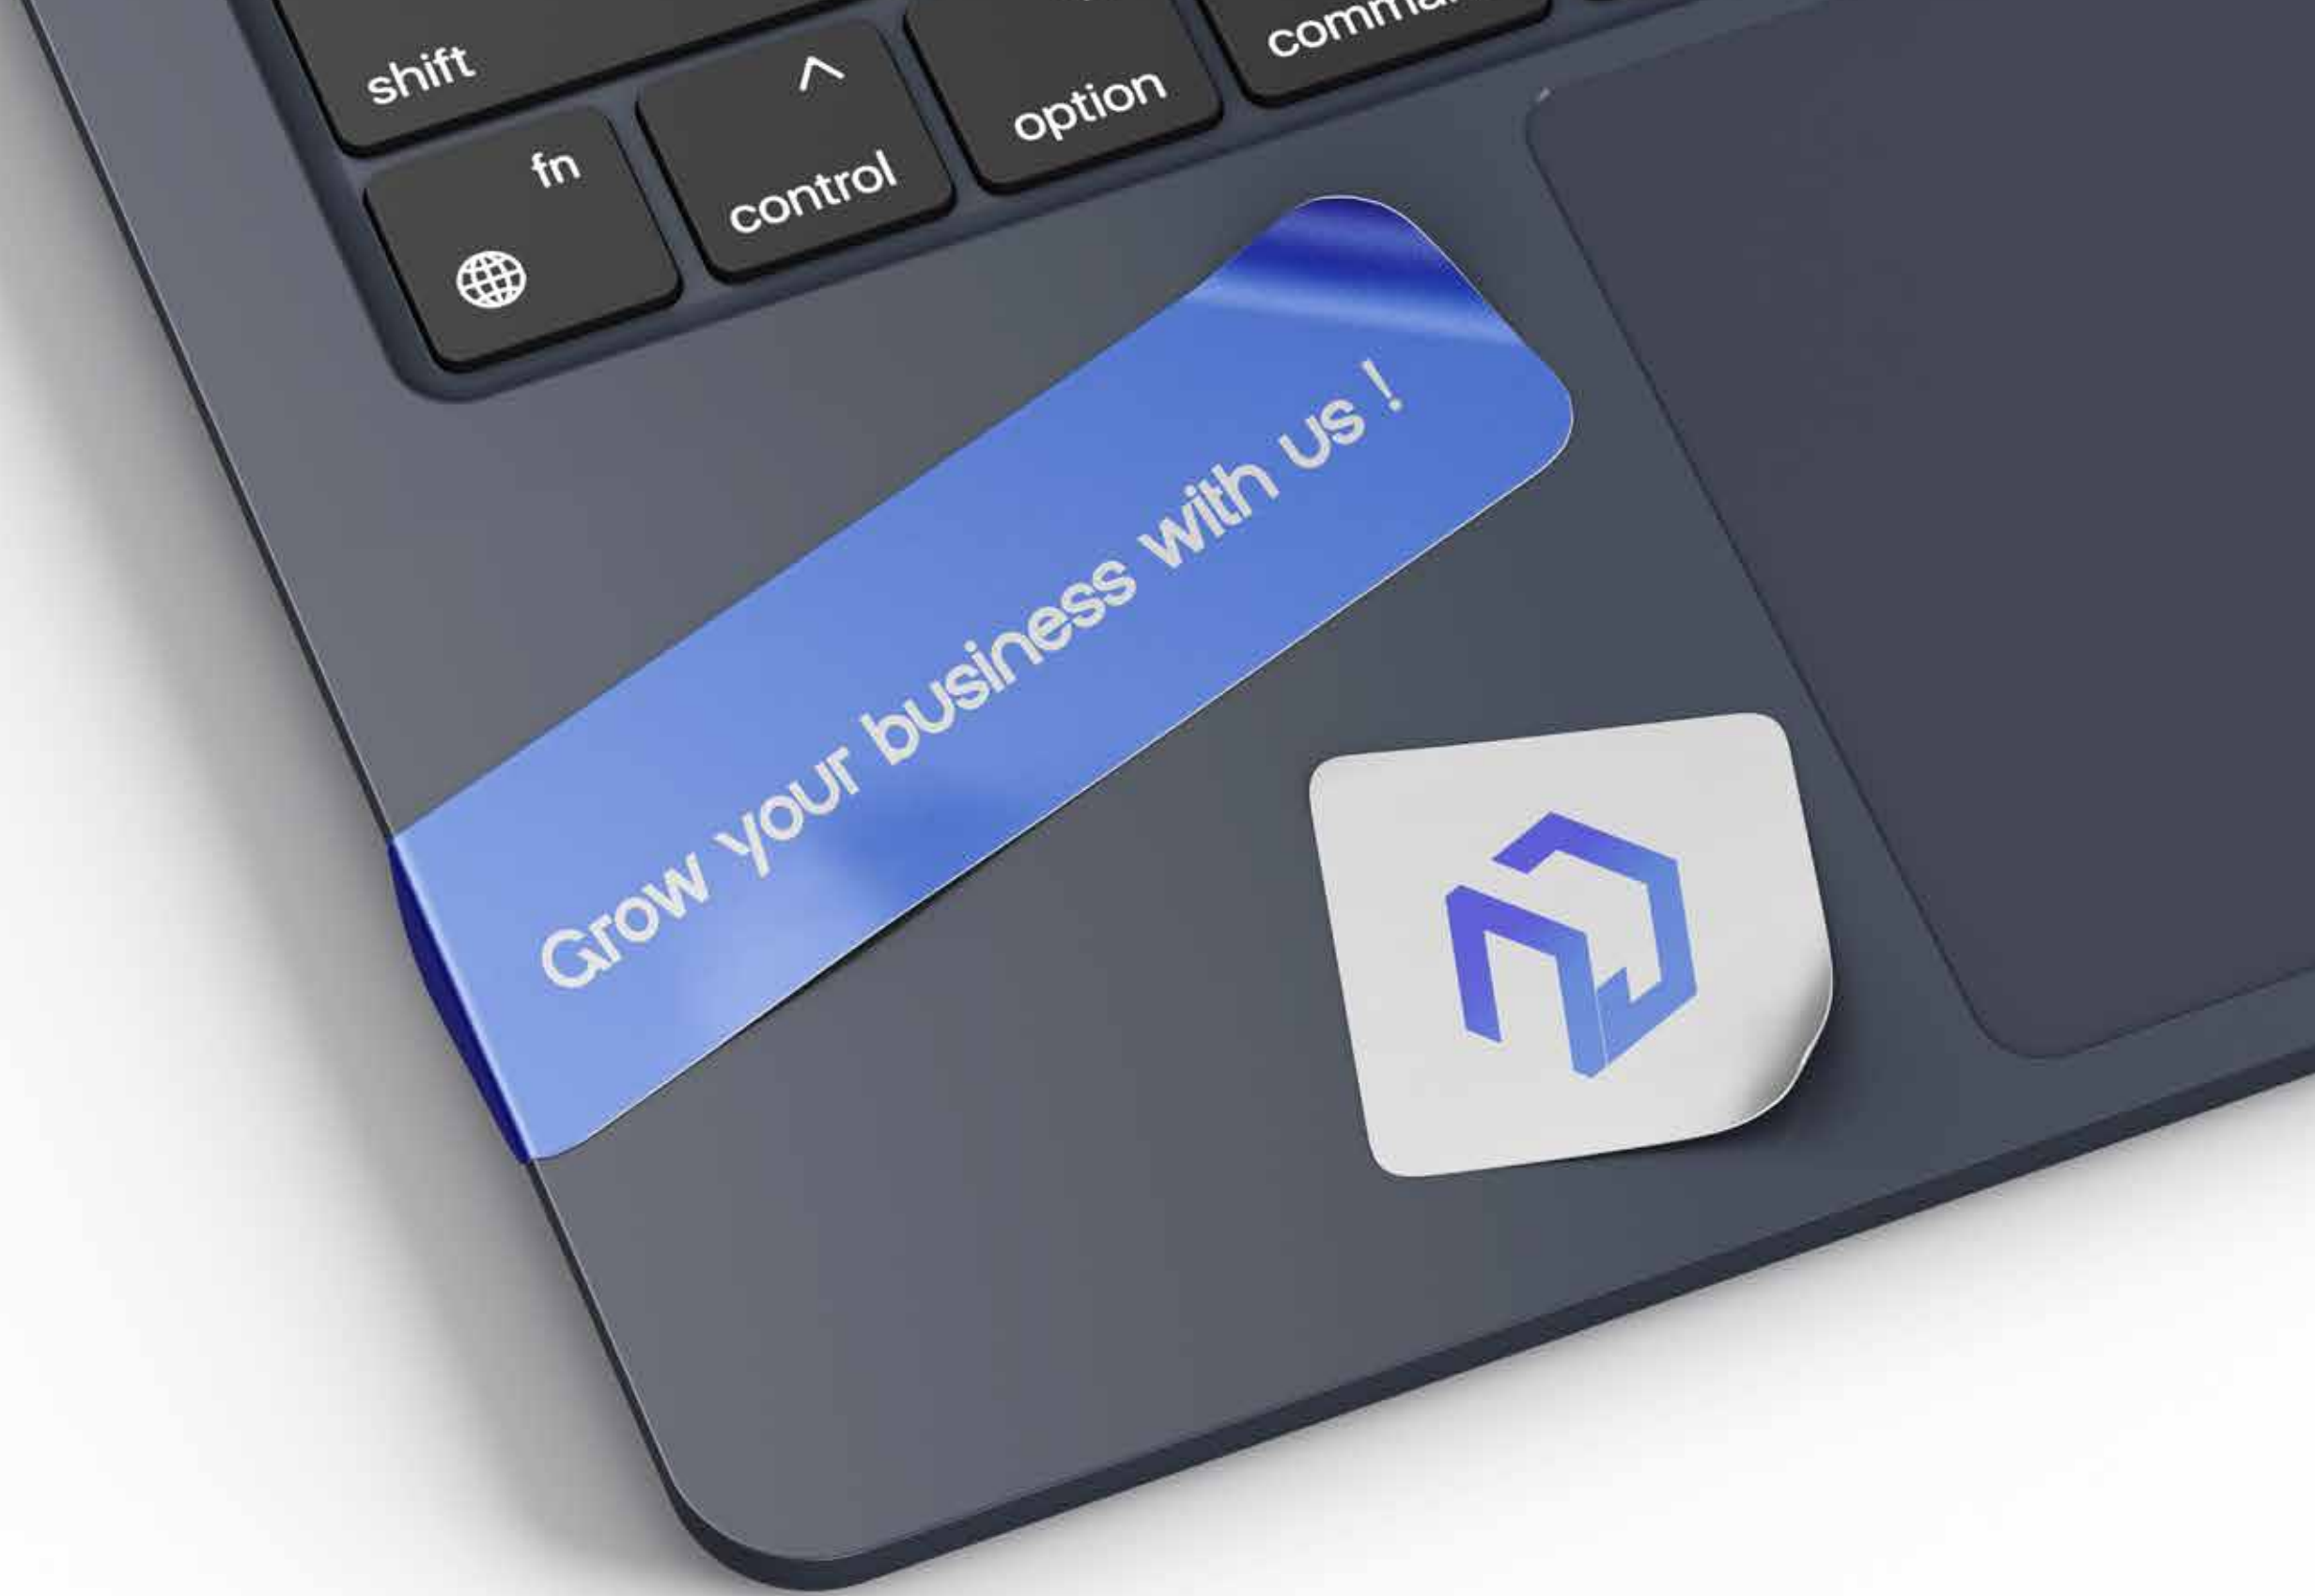 shift
fn
^
control
option
Grow your business with us !